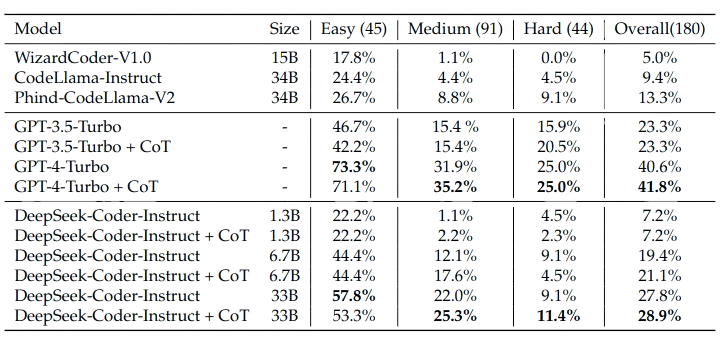 Model Size Easy (45) Medium (91) Hard (44) Overall(180)
WizardCoder-V1.0 15B 17.8% 1.1% 0.0% 5.0%
CodeLlama-Instruct 34B 24.4% 4.4% 4.5% 9.4%
Phind-CodeLlama-V2 34B 26.7% 8.8% 9.1% 13.3%
GPT-3.5-Turbo - 46.7% 15.4 % 15.9% 23.3%
GPT-3.5-Turbo + CoT - 42.2% 15.4% 20.5% 23.3%
GPT-4-Turbo - 73.3% 31.9% 25.0% 40.6%
GPT-4-Turbo + CoT - 71.1% 35.2% 25.0% 41.8%
DeepSeek-Coder-Instruct 1.3B 22.2% 1.1% 4.5% 7.2%
DeepSeek-Coder-Instruct + CoT 1.3B 22.2% 2.2% 2.3% 7.2%
DeepSeek-Coder-Instruct 6.7B 44.4% 12.1% 9.1% 19.4%
DeepSeek-Coder-Instruct + CoT 6.7B 44.4% 17.6% 4.5% 21.1%
DeepSeek-Coder-Instruct 33B 57.8% 22.0% 9.1% 27.8%
DeepSeek-Coder-Instruct + CoT 33B 53.3% 25.3% 11.4% 28.9%